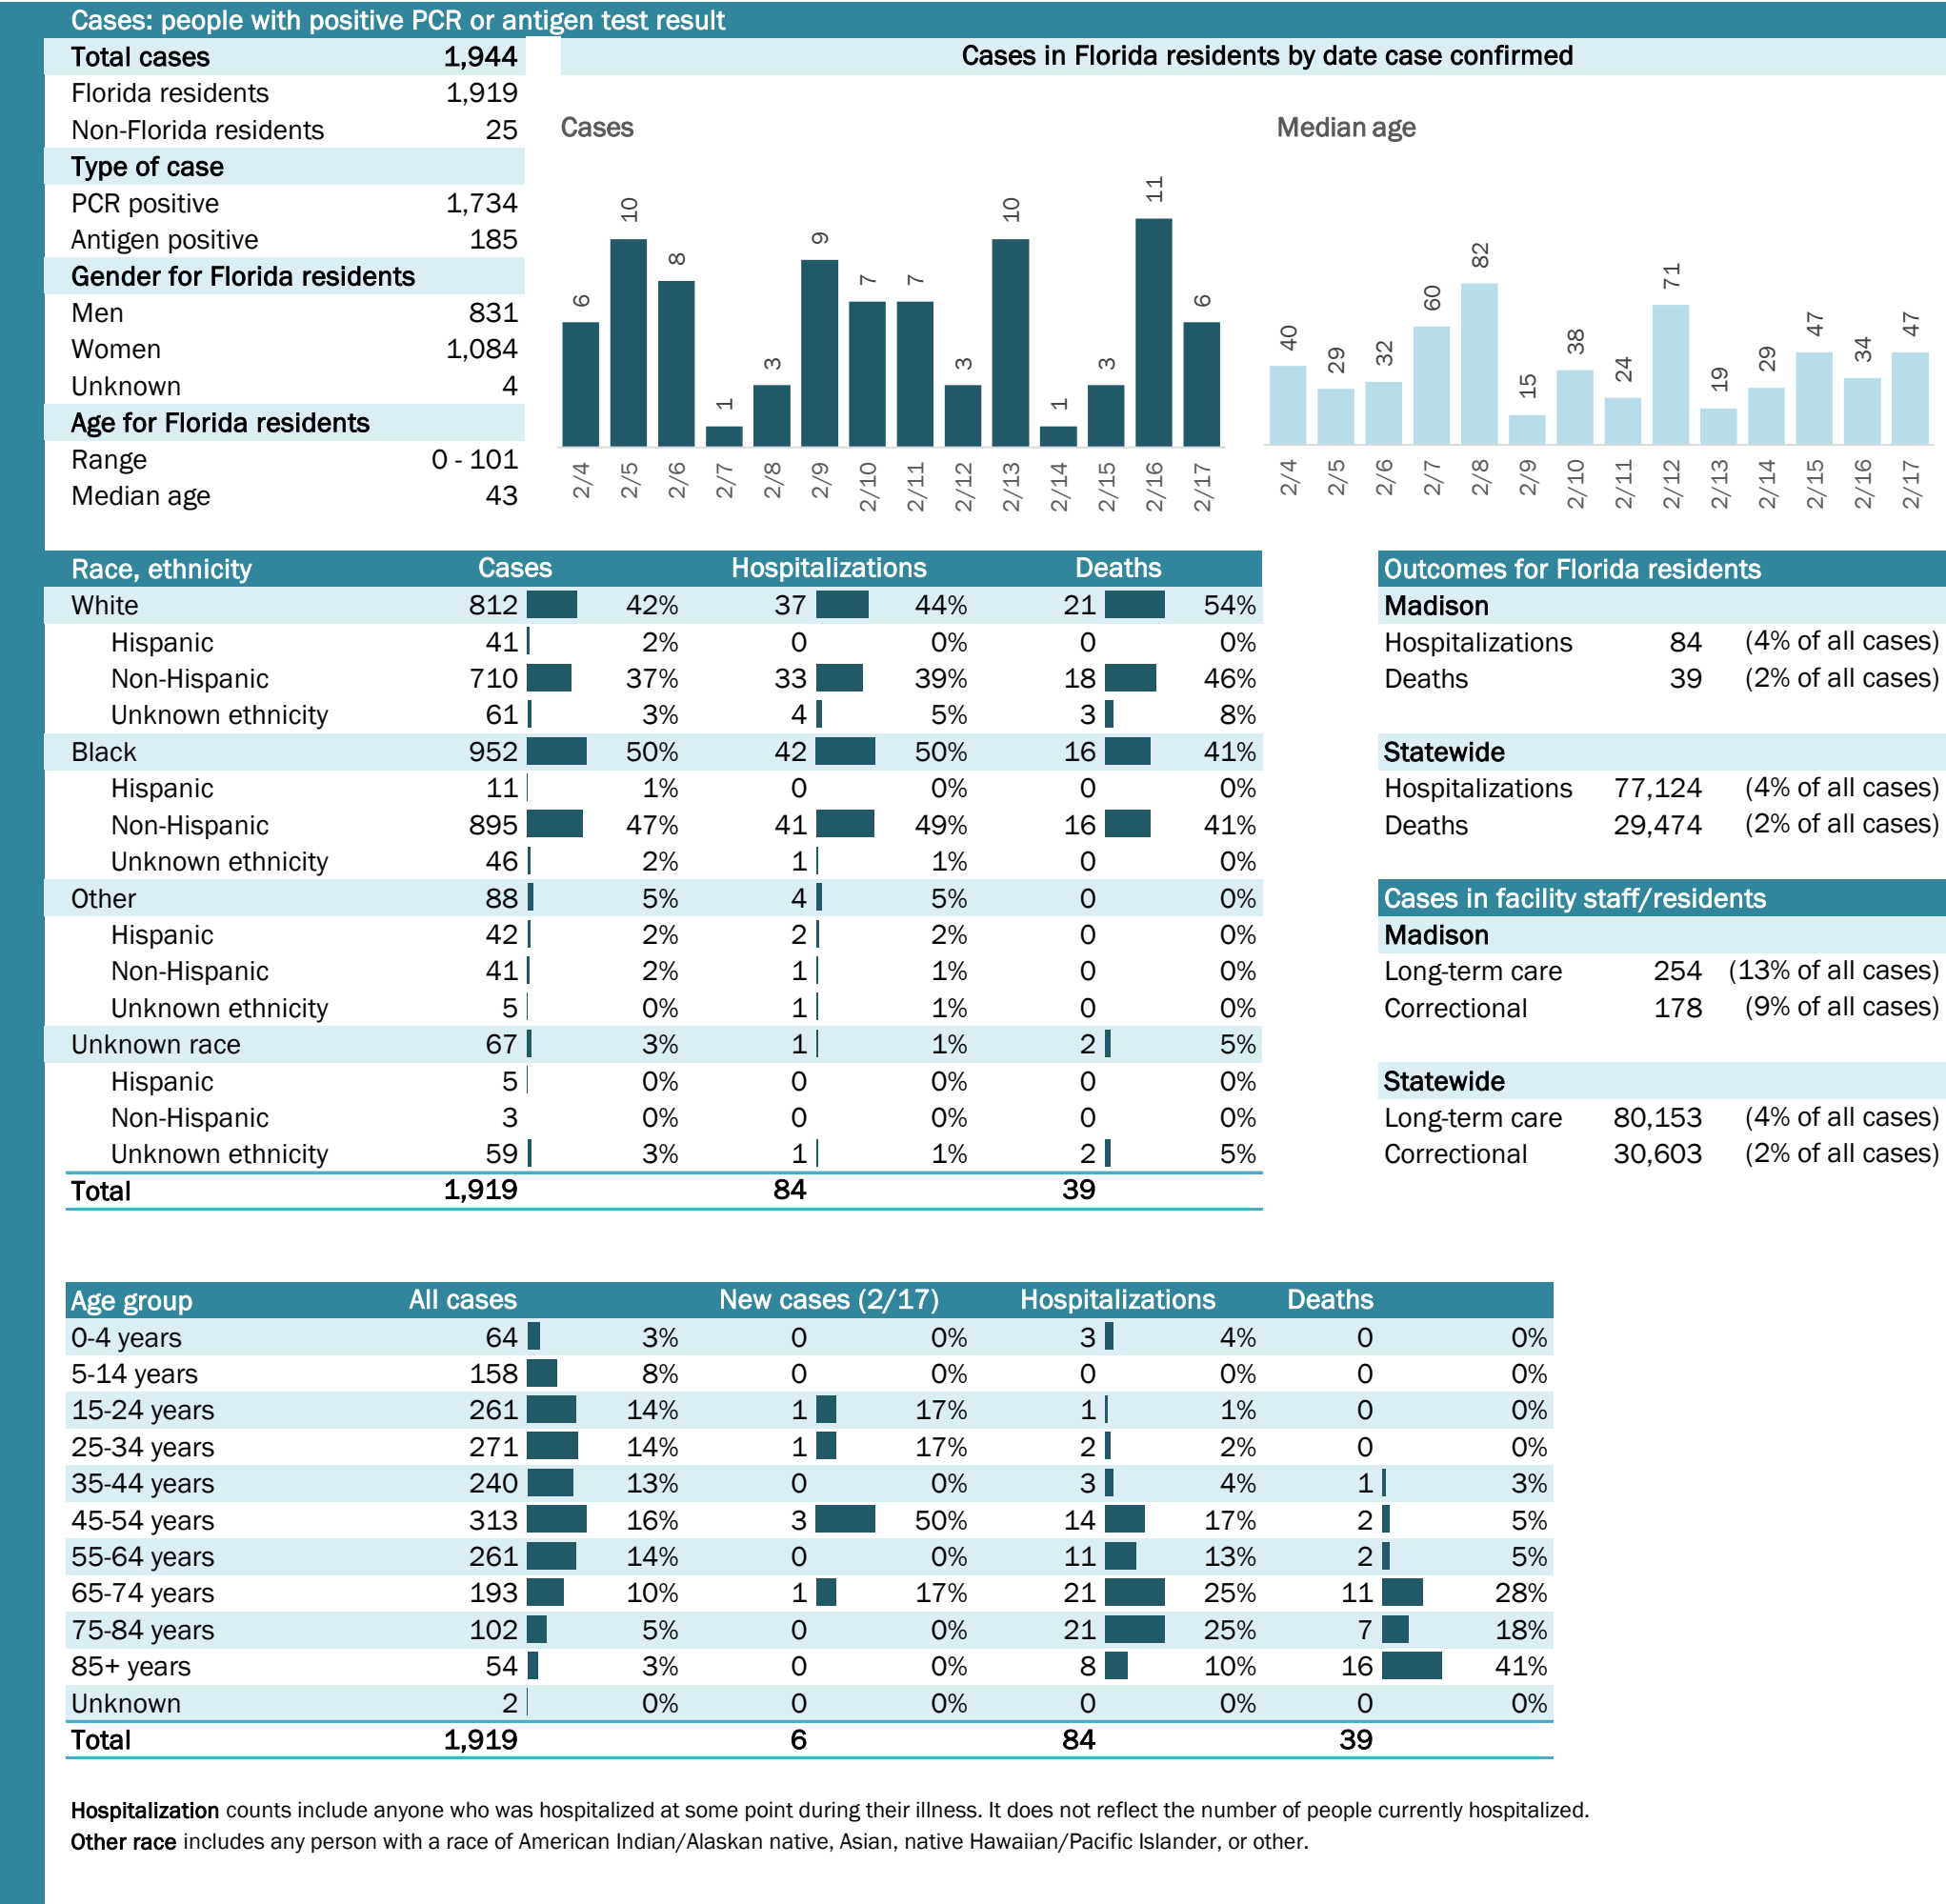 Cases: people with positive PCR or antigen test result
Total cases 1,944
Florida residents 1,919
Non-Florida residents 25
Type of case
PCR positive 1,734
Antigen positive 185
Gender for Florida residents
Men 831
Women 1,084
Unknown 4
Age for Florida residents
Range 0 - 101
Median age 43
Cases in Florida residents by date case confirmed
Cases
6 10 8 1 3 9 7 7 3 10 1 3 11 6
2/4 2/5 2/6 2/7 2/8 2/9 2/10 2/11 2/12 2/13 2/14 2/15 2/16 2/17
Median age
40 29 32 60 82 15 38 24 71 19 29 47 34 47
2/4 2/5 2/6 2/7 2/8 2/9 2/10 2/11 2/12 2/13 2/14 2/15 2/16 2/17
Race, ethnicity Cases Hospitalizations Deaths
White 812 42% 37 44% 21 54%
Hispanic 41 2% 0 0% 0 0%
Non-Hispanic 710 37% 33 39% 18 46%
Unknown ethnicity 61 3% 4 5% 3 8%
Black 952 50% 42 50% 16 41%
Hispanic 11 1% 0 0% 0 0%
Non-Hispanic 895 47% 41 49% 16 41%
Unknown ethnicity 46 2% 1 1% 0 0%
Other 88 5% 4 5% 0 0%
Hispanic 42 2% 2 2% 0 0%
Non-Hispanic 41 2% 1 1% 0 0%
Unknown ethnicity 5 0% 1 1% 0 0%
Unknown race 67 3% 1 1% 2 5%
Hispanic 5 0% 0 0% 0 0%
Non-Hispanic 3 0% 0 0% 0 0%
Unknown ethnicity 59 3% 1 1% 2 5%
Total 1,919 84 39
Outcomes for Florida residents
Madison
Hospitalizations 84 (4% of all cases)
Deaths 39 (2% of all cases)
Statewide
Hospitalizations 77,124 (4% of all cases)
Deaths 29,474 (2% of all cases)
Cases in facility staff/residents
Madison
Long-term care 254 (13% of all cases)
Correctional 178 (9% of all cases)
Statewide
Long-term care 80,153 (4% of all cases)
Correctional 30,603 (2% of all cases)
Age group All cases New cases (2/17) Hospitalizations Deaths
0-4 years 64 3% 0 0% 3 4% 0 0%
5-14 years 158 8% 0 0% 0 0% 0 0%
15-24 years 261 14% 1 17% 1 1% 0 0%
25-34 years 271 14% 1 17% 2 2% 0 0%
35-44 years 240 13% 0 0% 3 4% 1 3%
45-54 years 313 16% 3 50% 14 17% 2 5%
55-64 years 261 14% 0 0% 11 13% 2 5%
65-74 years 193 10% 1 17% 21 25% 11 28%
75-84 years 102 5% 0 0% 21 25% 7 18%
85+ years 54 3% 0 0% 8 10% 16 41%
Unknown 2 0% 0 0% 0 0% 0 0%
Total 1,919 6 84 39
Hospitalization counts include anyone who was hospitalized at some point during their illness. It does not reflect the number of people currently hospitalized.
Other race includes any person with a race of American Indian/Alaskan native, Asian, native Hawaiian/Pacific Islander, or other.